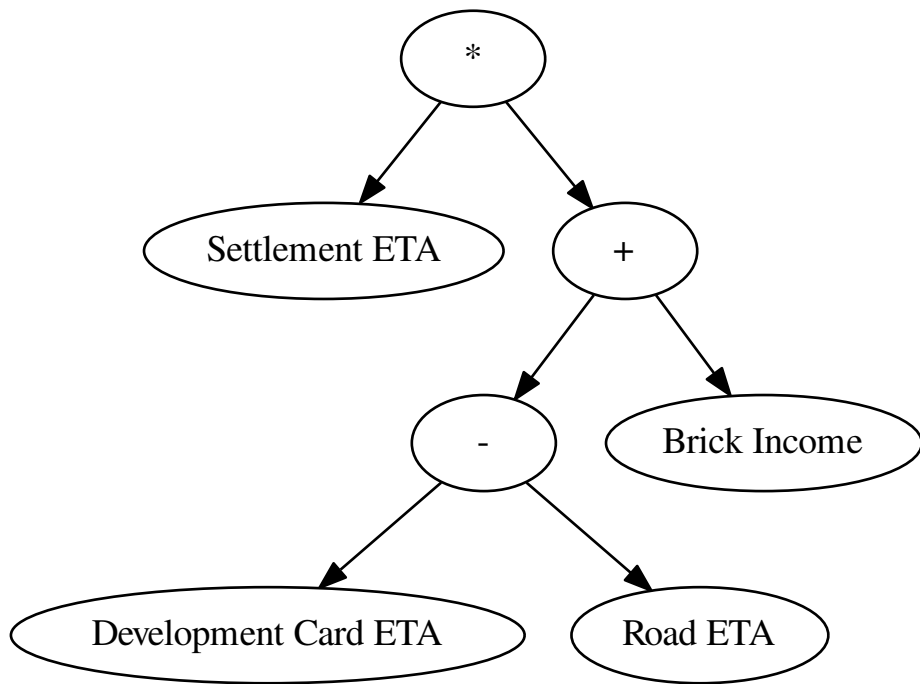 *
Settlement ETA
+
-
Brick Income
Development Card ETA
Road ETA